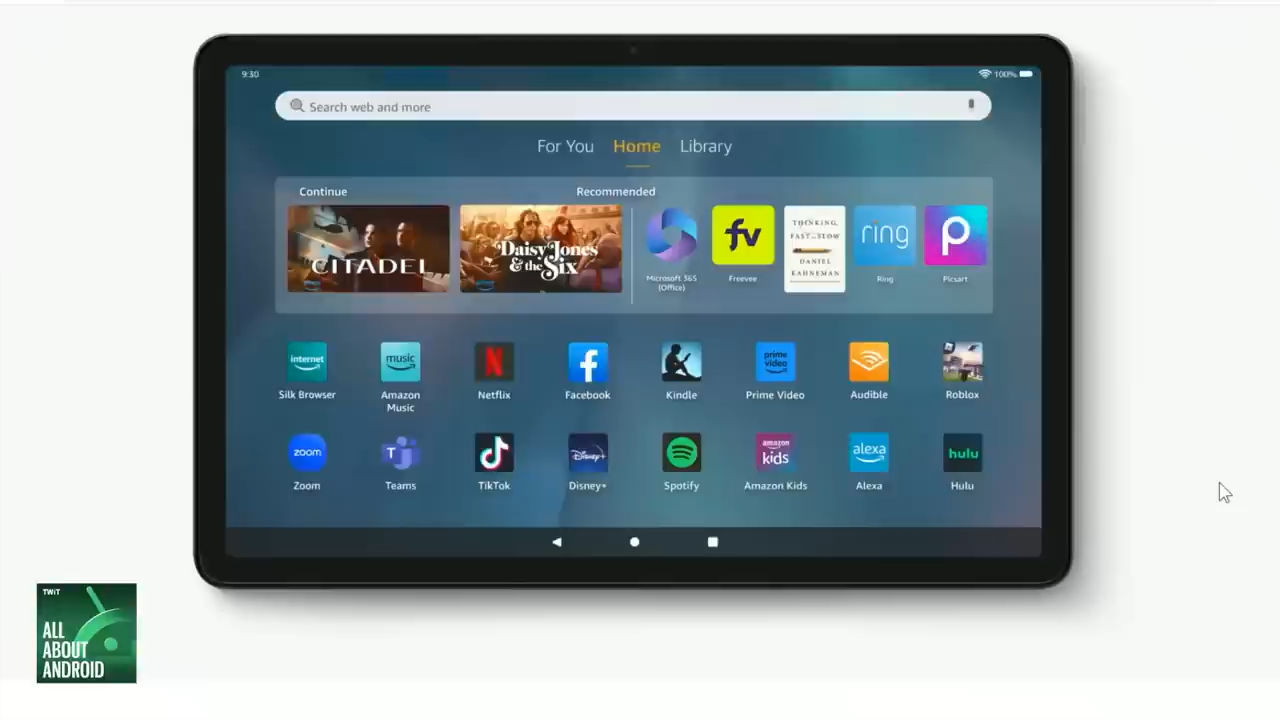 9:30
100%
Search web and more
For You Home Library
Continue
Recommended
CITADEL
Daisy Jones
& the Six
Microsoft 365
(Office)
fv
Freevee
THINKING,
FAST AND SLOW
DANIEL
KAHNEMAN
ring
Ring
P
Picsart
internet
Silk Browser
music
Amazon
Music
N
Netflix
f
Facebook
Kindle
prime
video
Prime Video
Audible
Roblox
zoom
Zoom
T
Teams
TikTok
Disney+
Disney+
Spotify
amazon
kids
Amazon Kids
alexa
Alexa
hulu
Hulu
TWiT
ALL
ABOUT
ANDROID